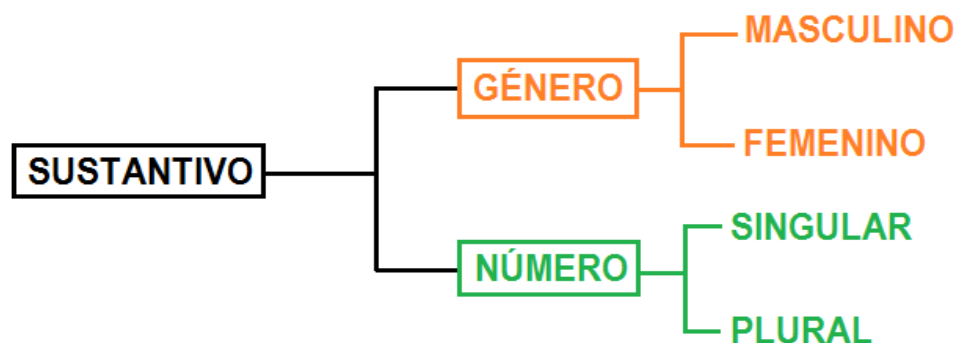 SUSTANTIVO
GÉNERO
MASCULINO
FEMENINO
NÚMERO
SINGULAR
PLURAL